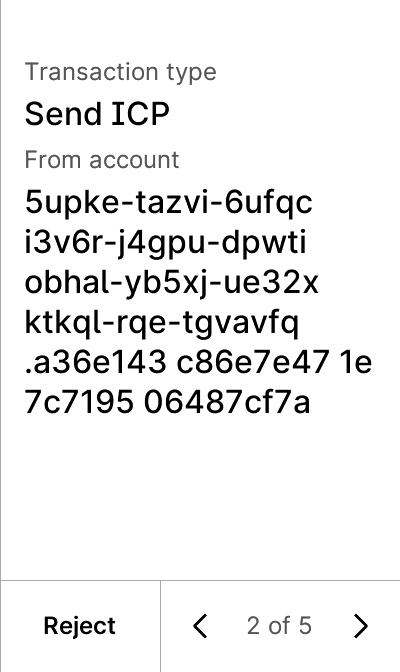 Transaction type
Send ICP
From account
5upke-tazvi-6ufqc
i3v6r-j4gpu-dpwti
obhal-yb5xj-ue32x
ktkql-rqe-tgvavfq
.a36e143 c86e7e47 1e
7c7195 06487cf7a
Reject
2 of 5